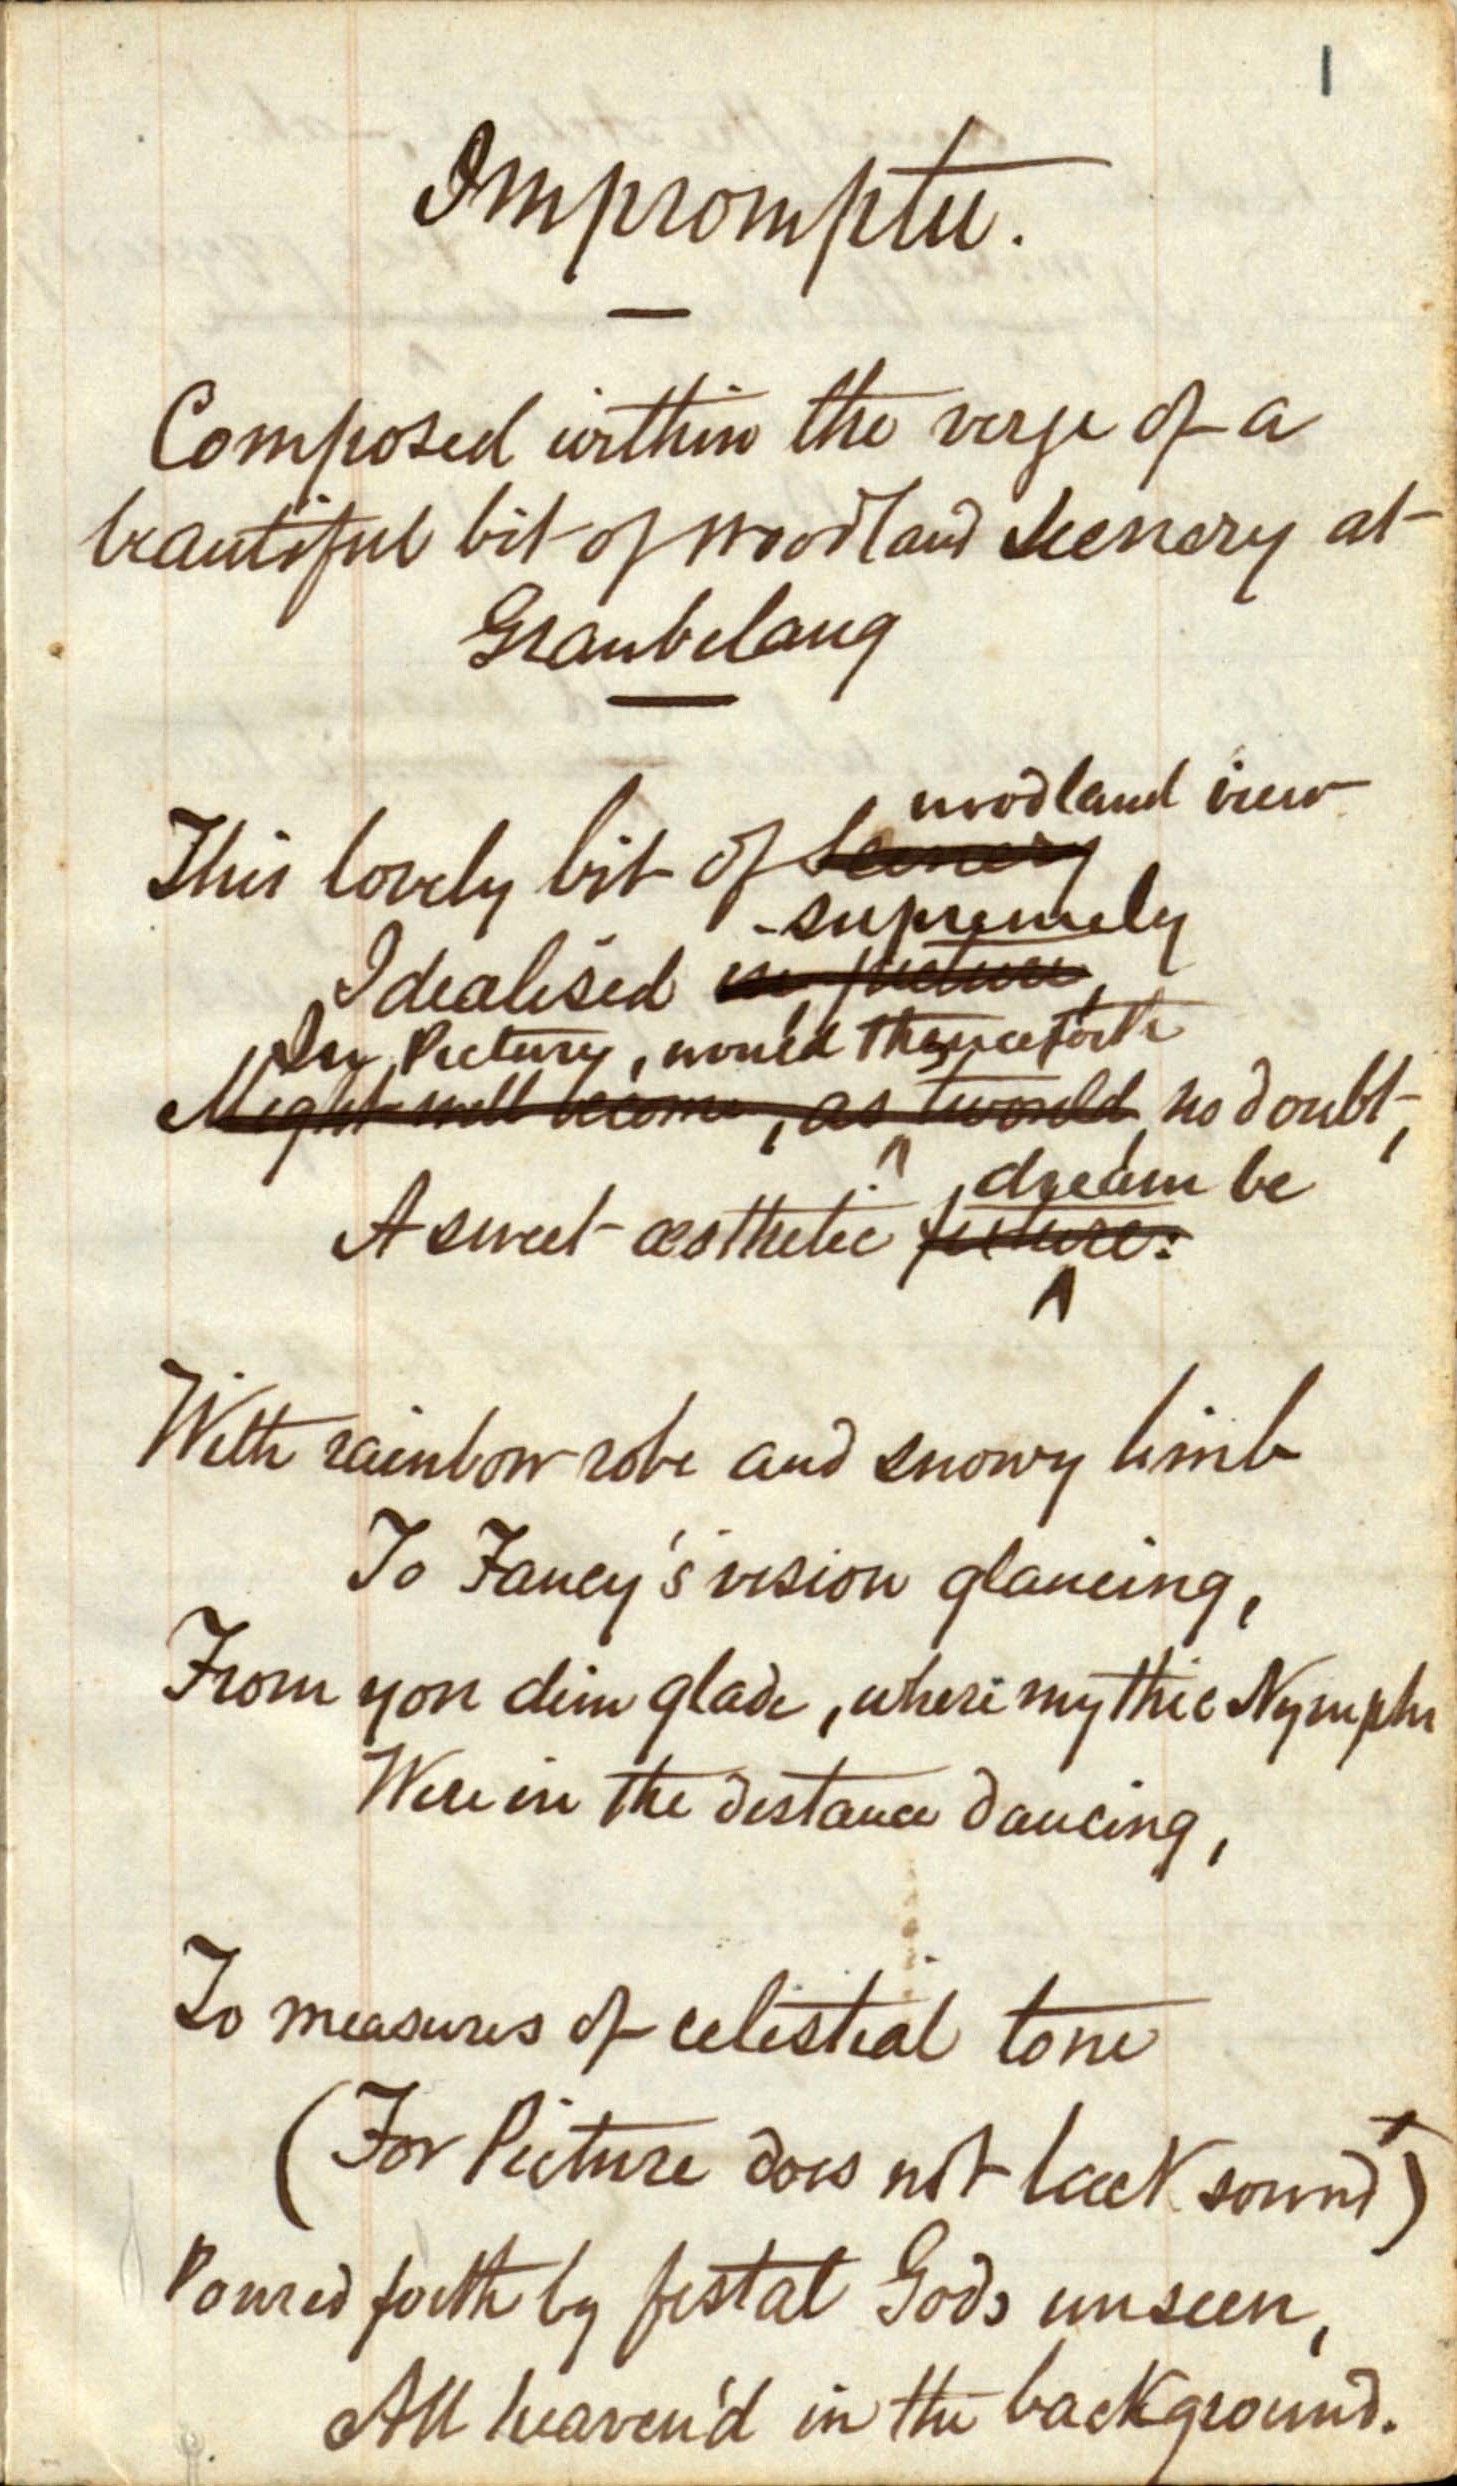 1
Impromptu.
Composed within the verge of a
beautiful bit of Woodland Scenery at
Graubelang
woodland view
This lovely bit of Scenery
supremely
Idealised in picture,
In Picture, would thenceforth
Might well become, as 'twould, no doubt,
dream be
A sweet æsthetic future:
With rainbow robe and snowy limb
To Fancy's vision glancing,
From yon dim glade, where mythic Nymphs
Were in the distance dancing,
To measures of celestial tone
(For Picture does not lack sound+)
Poured forth by festal Gods unseen,
All heaven'd in the background.